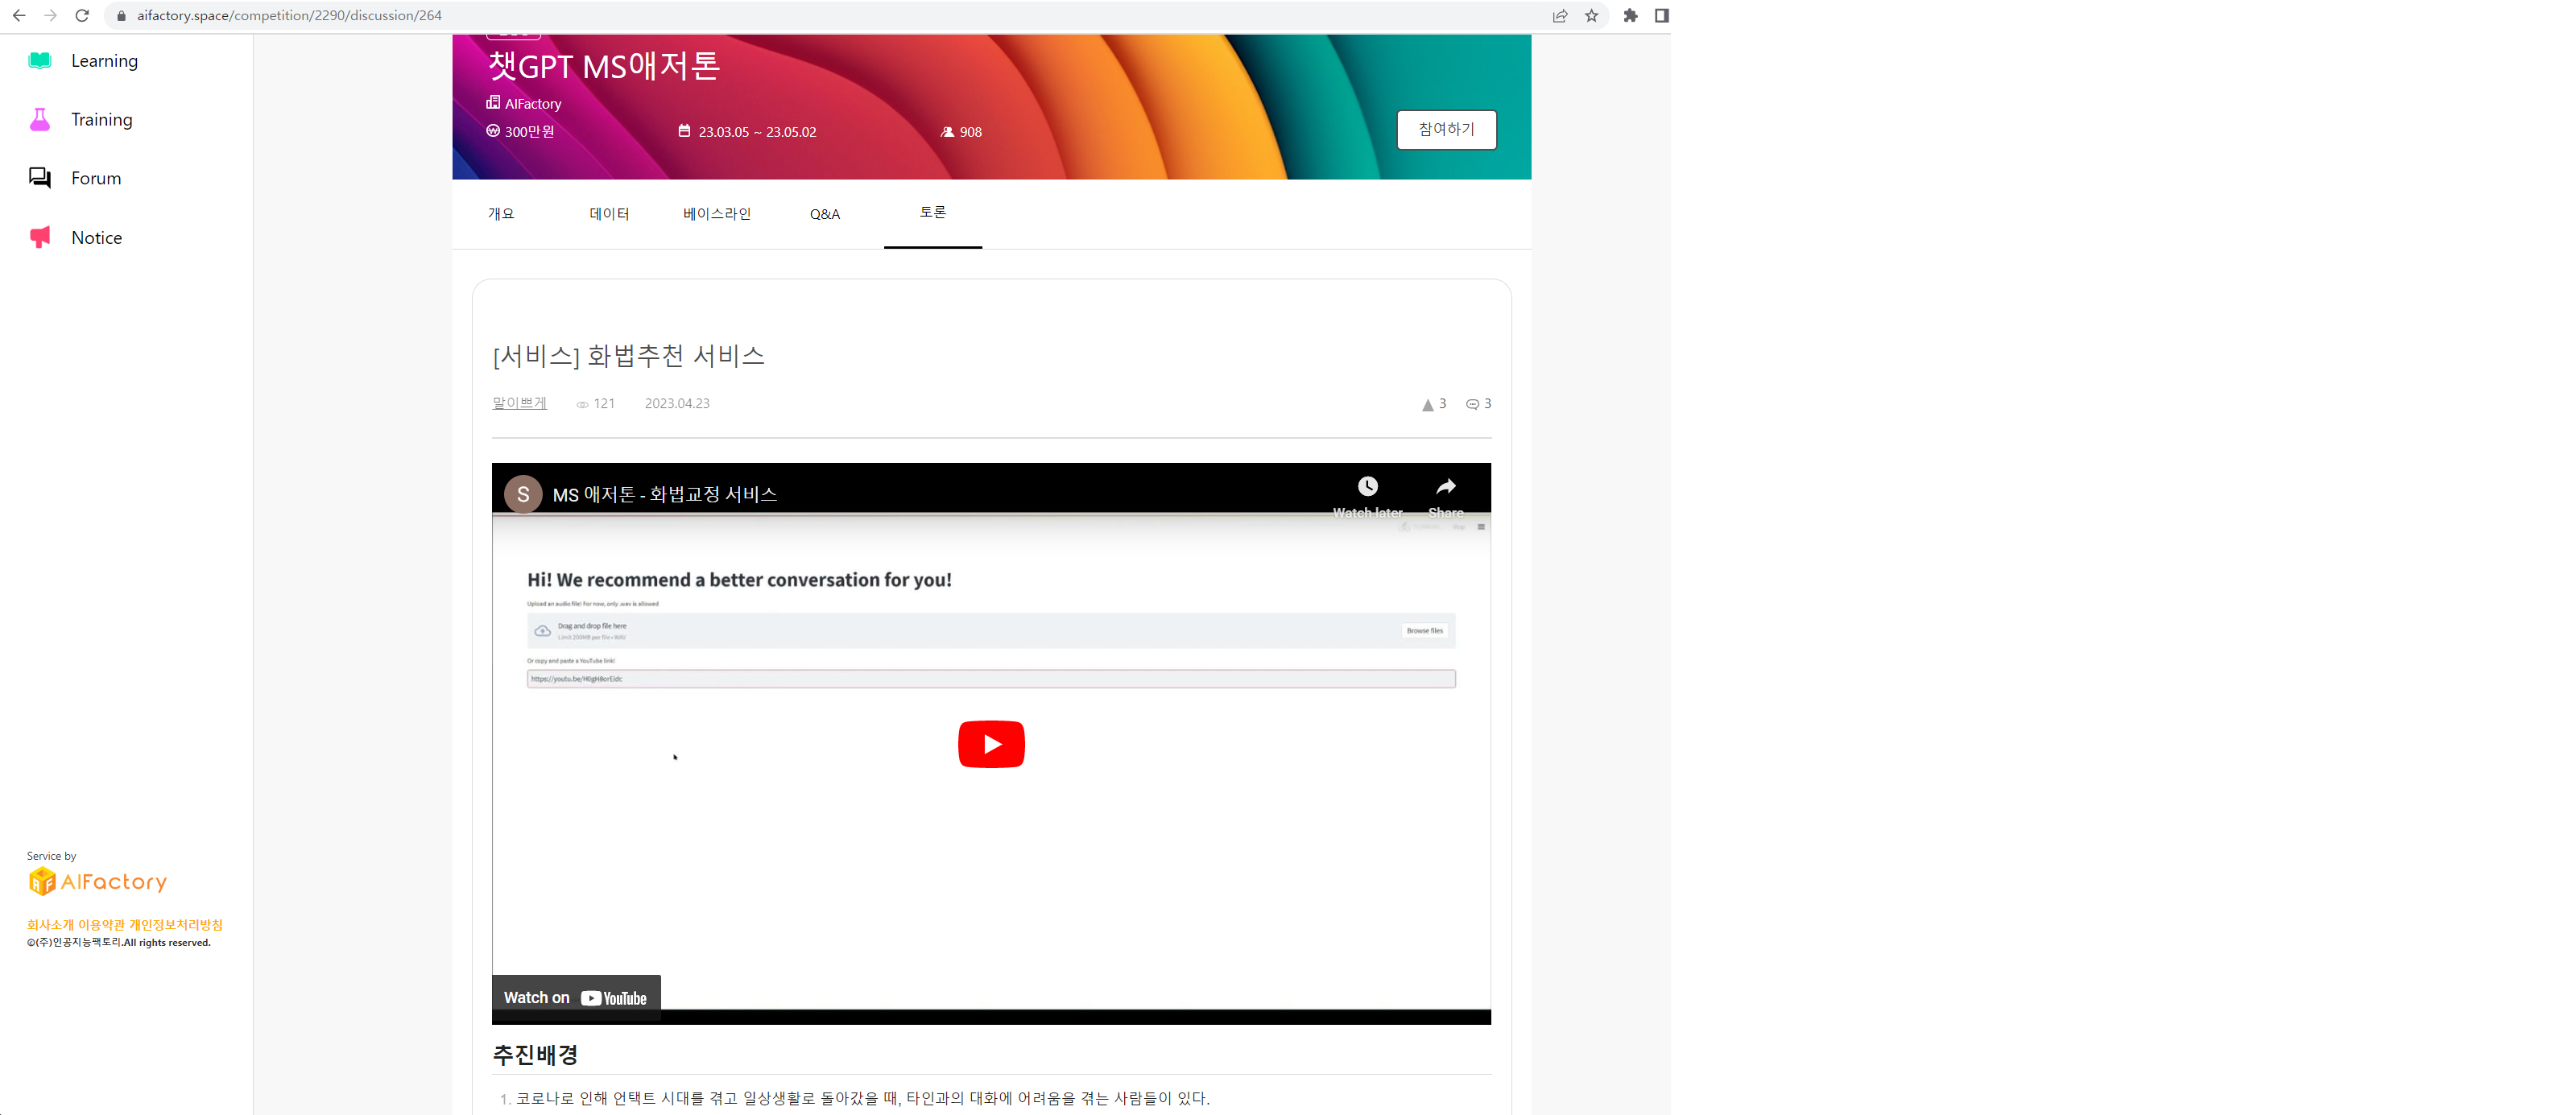 aifactory.space/competition/2290/discussion/264
Learning
Training
Forum
Notice
챗GPT MS애저톤
AIFactory
300만원
23.03.05 ~ 23.05.02
908
참여하기
개요
데이터
베이스라인
Q&A
토론
[서비스] 화법추천 서비스
말이쁘게
121
2023.04.23
3
3
S
MS 애저톤 - 화법교정 서비스
Watch later
Share
Hi! We recommend a better conversation for you!
Upload an audio file! For now, only .wav is allowed
Drag and drop file here
Limit 200MB per file • WAV
Browse files
Or copy and paste a YouTube link!
Watch on YouTube
추진배경
1. 코로나로 인해 언택트 시대를 겪고 일상생활로 돌아갔을 때, 타인과의 대화에 어려움을 겪는 사람들이 있다.
Service by
AIFactory
회사소개 이용약관 개인정보처리방침
©(주)인공지능팩토리.All rights reserved.